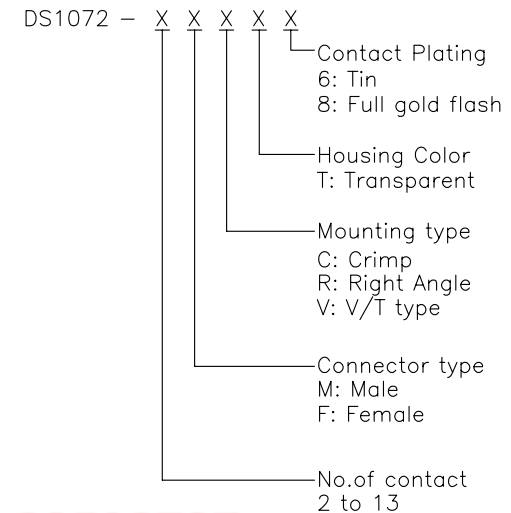 DS1072 - X X X X X
Contact Plating
6: Tin
8: Full gold flash
Housing Color
T: Transparent
Mounting type
C: Crimp
R: Right Angle
V: V/T type
Connector type
M: Male
F: Female
No.of contact
2 to 13